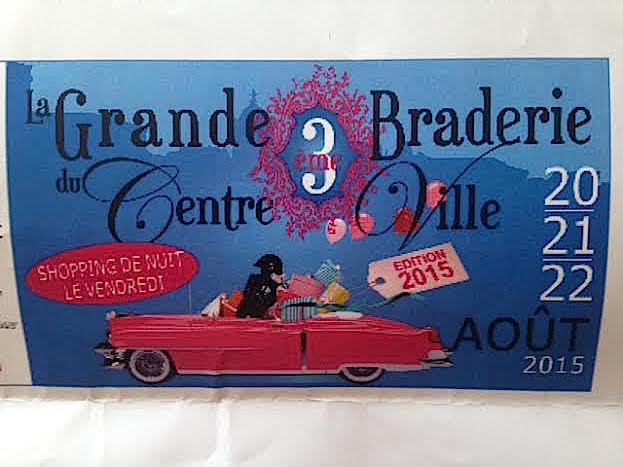 La Grande 3ème Braderie
du Centre Ville
20
21
22
AOÛT
2015
SHOPPING DE NUIT
LE VENDREDI
EDITION
2015